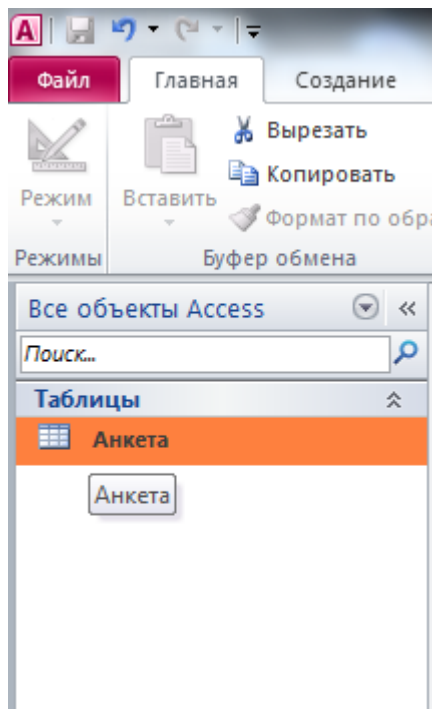 A
Файл Главная Создание
Вырезать
Копировать
Режим Вставить
Формат по обра
Режимы Буфер обмена
Все объекты Access
Поиск...
Таблицы
Анкета
Анкета